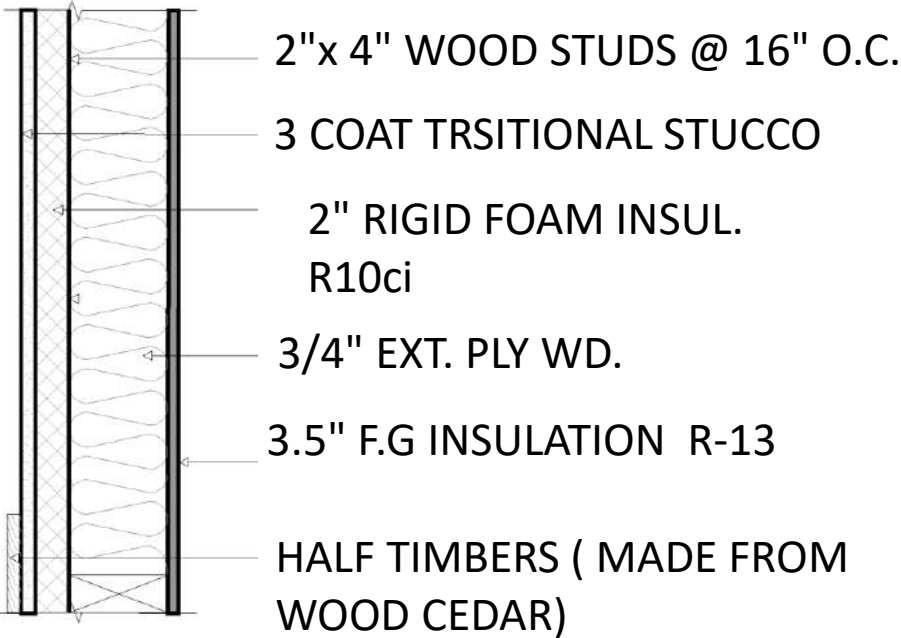 2"x 4" WOOD STUDS @ 16" O.C.
3 COAT TRSITIONAL STUCCO
2" RIGID FOAM INSUL.
R10ci
3/4" EXT. PLY WD.
3.5" F.G INSULATION  R-13
HALF TIMBERS ( MADE FROM
WOOD CEDAR)